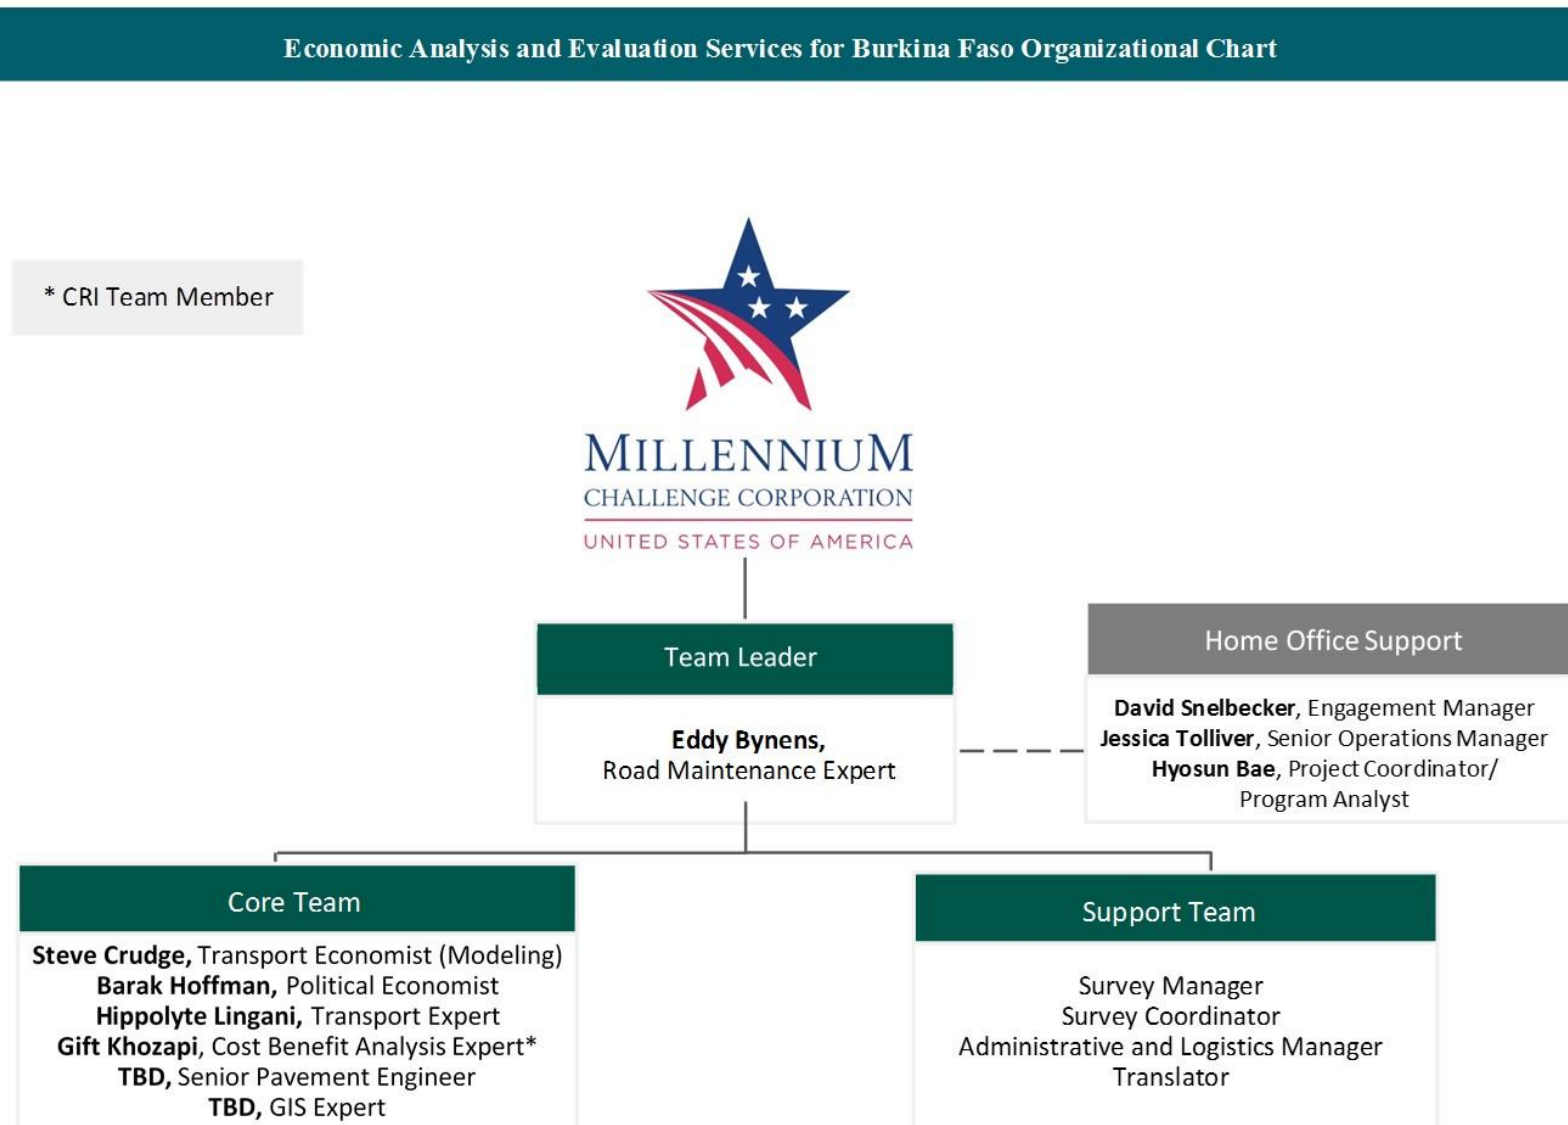 Economic Analysis and Evaluation Services for Burkina Faso Organizational Chart
* CRI Team Member
MILLENNIUM
CHALLENGE CORPORATION
UNITED STATES OF AMERICA
Team Leader
Eddy Bynens,
Road Maintenance Expert
Home Office Support
David Snelbecker, Engagement Manager
Jessica Tolliver, Senior Operations Manager
Hyosun Bae, Project Coordinator/
Program Analyst
Core Team
Steve Crudge, Transport Economist (Modeling)
Barak Hoffman, Political Economist
Hippolyte Lingani, Transport Expert
Gift Khozapi, Cost Benefit Analysis Expert*
TBD, Senior Pavement Engineer
TBD, GIS Expert
Support Team
Survey Manager
Survey Coordinator
Administrative and Logistics Manager
Translator